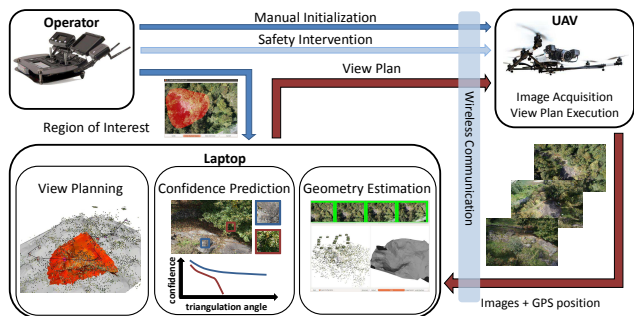 Operator
Manual Initialization
UAV
Safety Intervention
View Plan
Image Acquisition
View Plan Execution
Region of Interest
Wireless Communication
Laptop
View Planning
Confidence Prediction
Geometry Estimation
confidence
triangulation angle
Images + GPS position